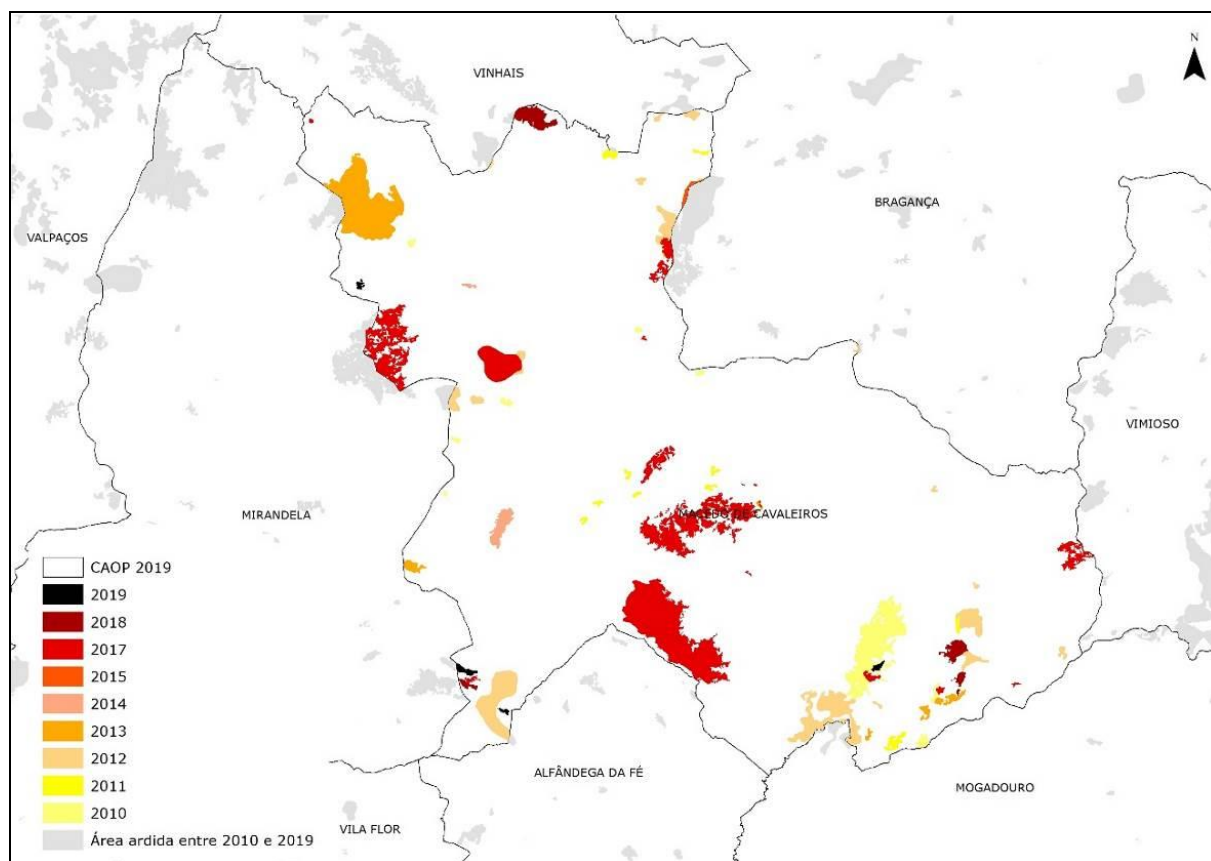 N
VINHAIS
BRAGANÇA
VALPAÇOS
VIMIOSO
MIRANDELA
MACEDO DE CAVALEIROS
CAOP 2019
2019
2018
2017
2015
2014
2013
2012
2011
2010
Área ardida entre 2010 e 2019
ALFÂNDEGA DA FÉ
MOGADOURO
VILA FLOR